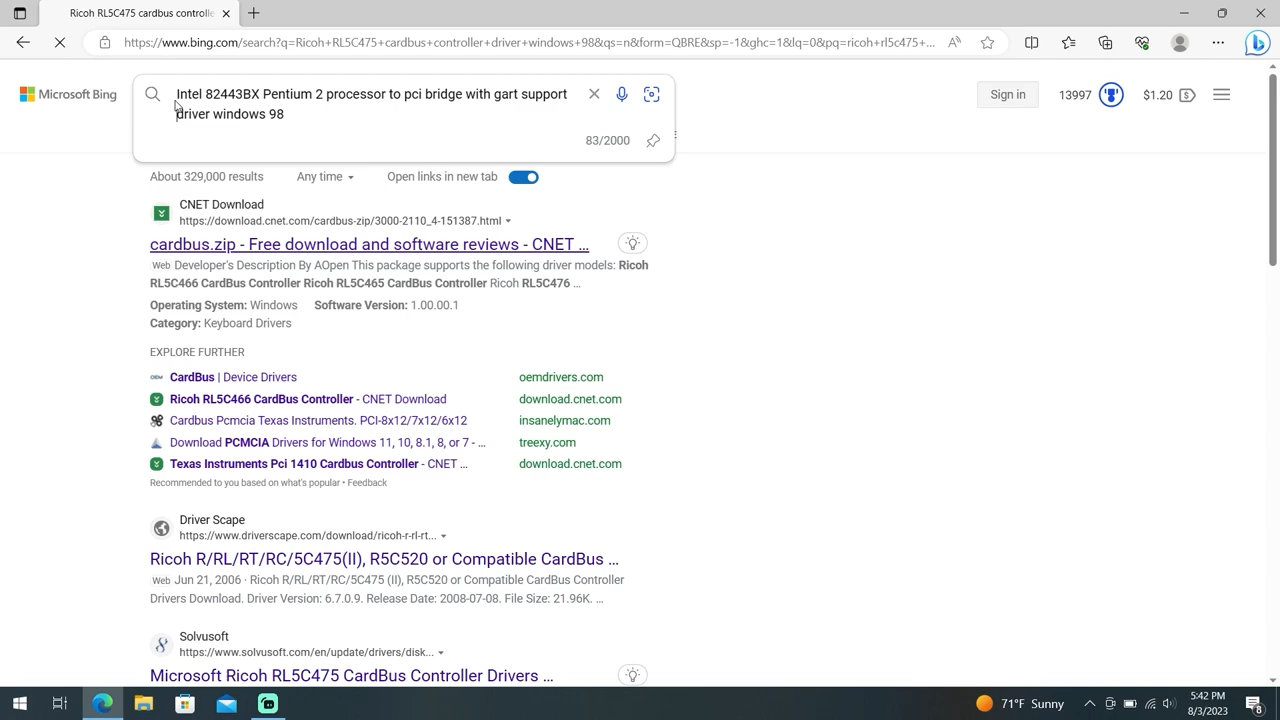 Ricoh RL5C475 cardbus controlle
https://www.bing.com/search?q=Ricoh+RL5C475+cardbus+controller+driver+windows+98&qs=n&form=QBRE&sp=-1&ghc=1&lq=0&pq=ricoh+rl5c475+...
Microsoft Bing
Intel 82443BX Pentium 2 processor to pci bridge with gart support
driver windows 98
83/2000
Sign in
13997
$1.20
About 329,000 results
Any time
Open links in new tab
CNET Download
https://download.cnet.com/cardbus-zip/3000-2110_4-151387.html
cardbus.zip - Free download and software reviews - CNET ...
Web Developer's Description By AOpen This package supports the following driver models: Ricoh
RL5C466 CardBus Controller Ricoh RL5C465 CardBus Controller Ricoh RL5C476 ...
Operating System: Windows Software Version: 1.00.00.1
Category: Keyboard Drivers
EXPLORE FURTHER
CardBus | Device Drivers oemdrivers.com
Ricoh RL5C466 CardBus Controller - CNET Download download.cnet.com
Cardbus Pcmcia Texas Instruments. PCI-8x12/7x12/6x12 insanelymac.com
Download PCMCIA Drivers for Windows 11, 10, 8.1, 8, or 7 - ... treexy.com
Texas Instruments Pci 1410 Cardbus Controller - CNET ... download.cnet.com
Recommended to you based on what's popular • Feedback
Driver Scape
https://www.driverscape.com/download/ricoh-r-rl-rt...
Ricoh R/RL/RT/RC/5C475(II), R5C520 or Compatible CardBus ...
Web Jun 21, 2006 · Ricoh R/RL/RT/RC/5C475 (II), R5C520 or Compatible CardBus Controller
Drivers Download. Driver Version: 6.7.0.9. Release Date: 2008-07-08. File Size: 21.96K. ...
Solvusoft
https://www.solvusoft.com/en/update/drivers/disk...
Microsoft Ricoh RL5C475 CardBus Controller Drivers ...
71°F Sunny
5:42 PM
8/3/2023
8